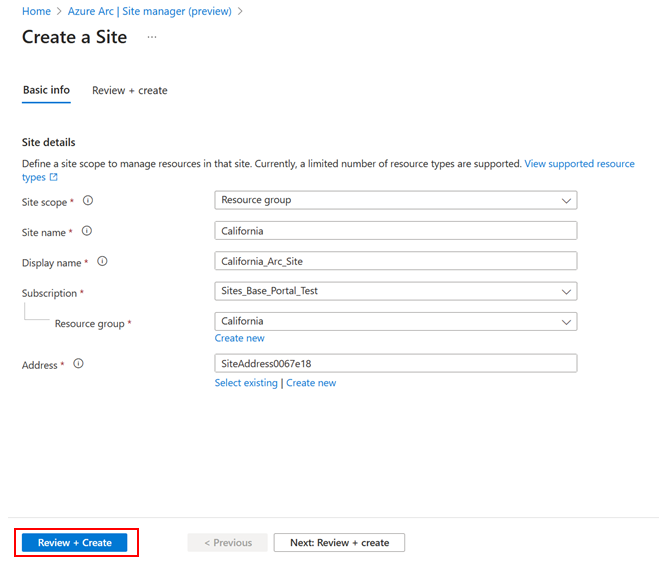 Home > Azure Arc | Site manager (preview) >
Create a Site ...
Basic info Review + create
Site details
Define a site scope to manage resources in that site. Currently, a limited number of resource types are supported. View supported resource
types
Site scope * Resource group
Site name * California
Display name * California_Arc_Site
Subscription * Sites_Base_Portal_Test
Resource group * California
Create new
Address * SiteAddress0067e18
Select existing | Create new
Review + Create < Previous Next: Review + create